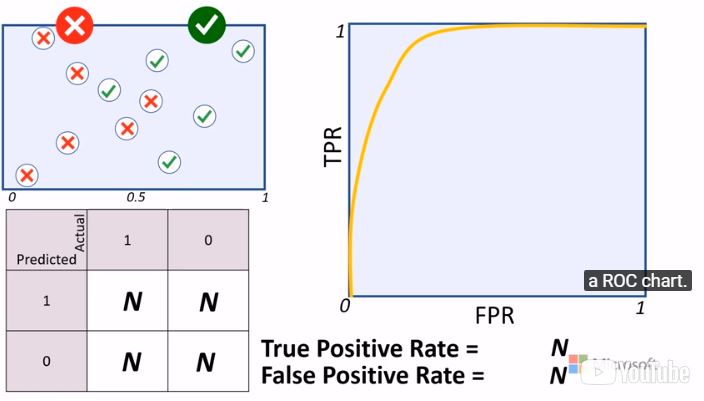 0 0.5 1
Actual
Predicted
1 0
1 N N
0 N N
1
TPR
0 FPR 1
a ROC chart.
True Positive Rate = N
False Positive Rate = N
Microsoft
YouTube